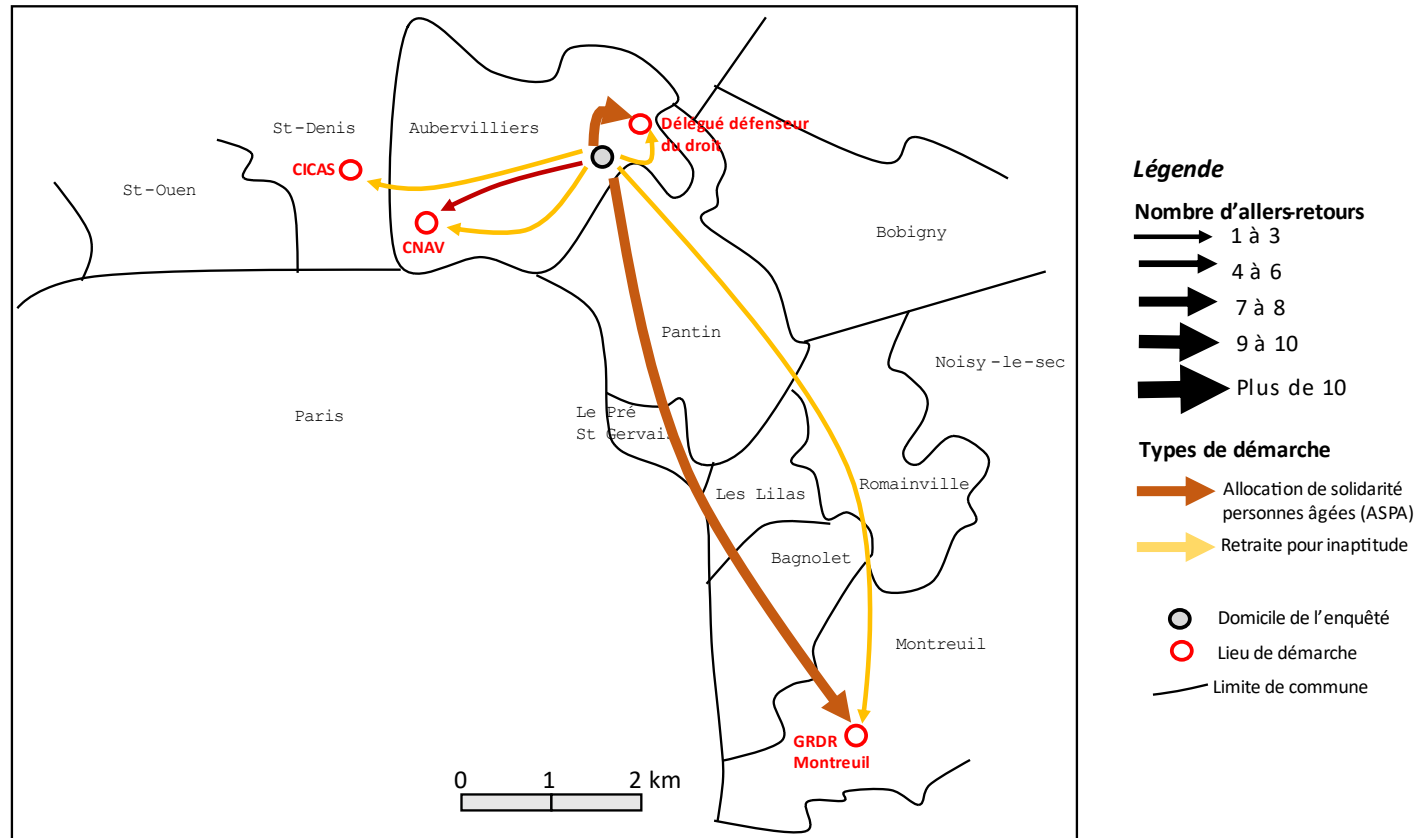 St-Denis
Aubervilliers
Délégué défenseur
du droit
CICAS
St-Ouen
CNAV
Bobigny
Pantin
Noisy-le-sec
Paris
Le Pré
St Gervais
Les Lilas
Romainville
Bagnolet
Montreuil
GRDR
Montreuil
0 1 2 km
Légende
Nombre d'allers-retours
1 à 3
4 à 6
7 à 8
9 à 10
Plus de 10
Types de démarche
Allocation de solidarité
personnes âgées (ASPA)
Retraite pour inaptitude
Domicile de l'enquêté
Lieu de démarche
Limite de commune